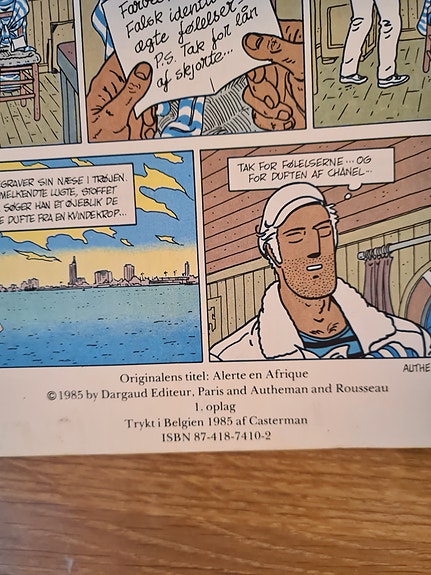 Falsk identi
ægte følelser
P.S. Tak for lån
af skjorte...
GRAVER SIN NÆSE I TRØJEN.
MELKENDTE LUGTE, STOFFET
SØGER HAN ET ØJEBLIK DE
E DUFTE FRA EN KVINDEKROP...
TAK FOR FØLELSERNE... OG
FOR DUFTEN AF CHANEL...
AUTHE
Originalens titel: Alerte en Afrique
©1985 by Dargaud Editeur, Paris and Autheman and Rousseau
1. oplag
Trykt i Belgien 1985 af Casterman
ISBN 87-418-7410-2